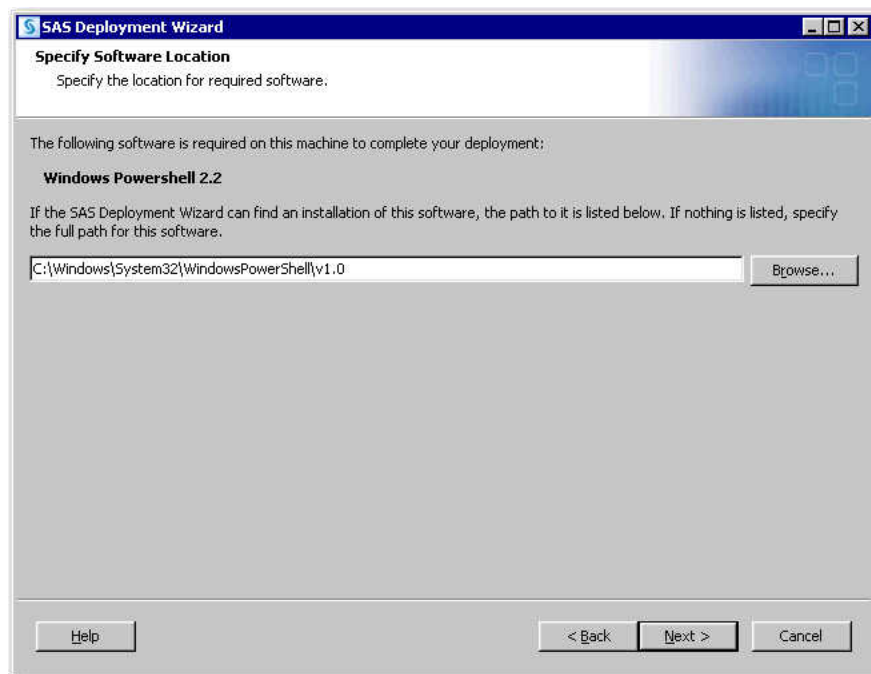 SAS Deployment Wizard
Specify Software Location
Specify the location for required software.
The following software is required on this machine to complete your deployment:
Windows Powershell 2.2
If the SAS Deployment Wizard can find an installation of this software, the path to it is listed below. If nothing is listed, specify
the full path for this software.
C:\Windows\System32\WindowsPowerShell\v1.0
Browse...
Help
< Back
Next >
Cancel